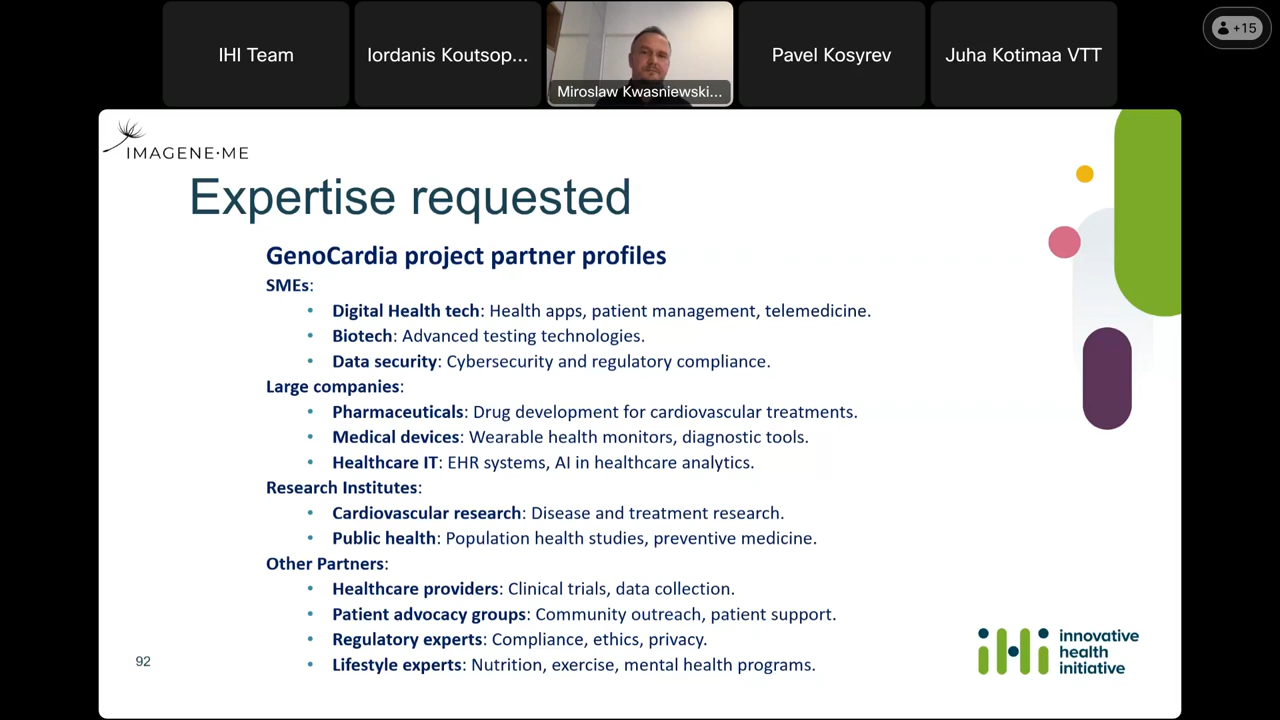 IHI Team
Iordanis Koutsop...
Miroslaw Kwasniewski...
Pavel Kosyrev
Juha Kotimaa VTT
+15
IMAGENE·ME
Expertise requested
GenoCardia project partner profiles
SMEs:
• Digital Health tech: Health apps, patient management, telemedicine.
• Biotech: Advanced testing technologies.
• Data security: Cybersecurity and regulatory compliance.
Large companies:
• Pharmaceuticals: Drug development for cardiovascular treatments.
• Medical devices: Wearable health monitors, diagnostic tools.
• Healthcare IT: EHR systems, AI in healthcare analytics.
Research Institutes:
• Cardiovascular research: Disease and treatment research.
• Public health: Population health studies, preventive medicine.
Other Partners:
• Healthcare providers: Clinical trials, data collection.
• Patient advocacy groups: Community outreach, patient support.
• Regulatory experts: Compliance, ethics, privacy.
• Lifestyle experts: Nutrition, exercise, mental health programs.
92
iHi
innovative
health
initiative